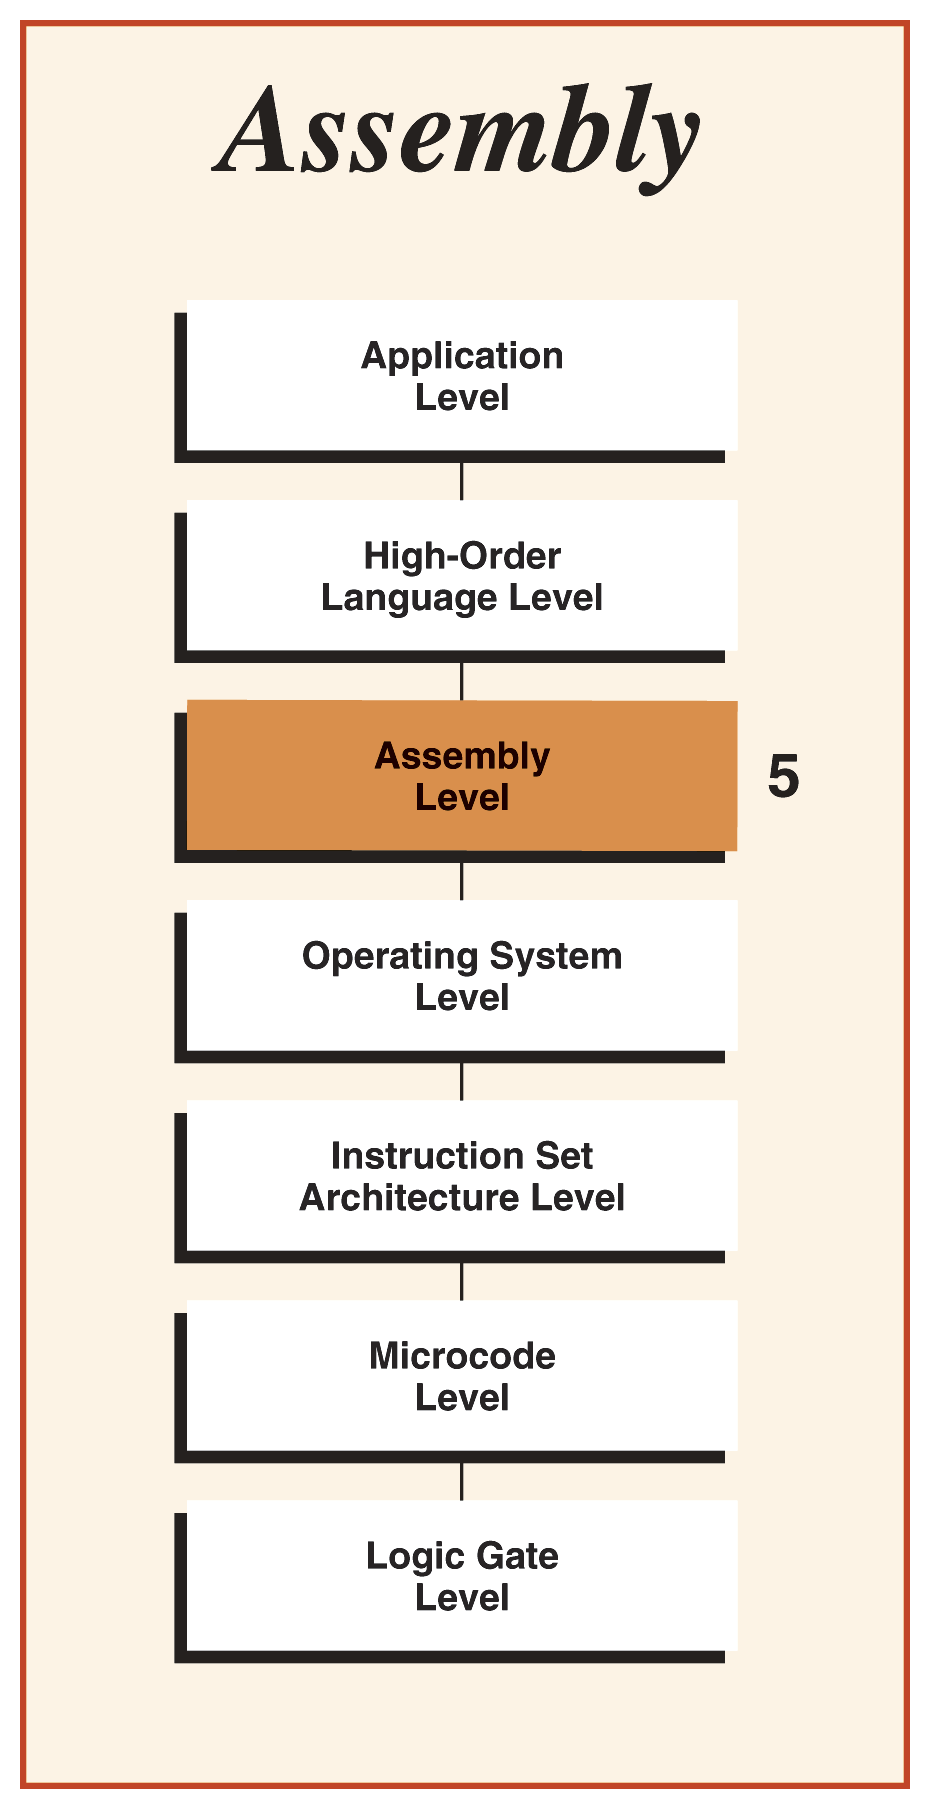 Assembly
Application
Level
High-Order
Language Level
Assembly
Level
5
Operating System
Level
Instruction Set
Architecture Level
Microcode
Level
Logic Gate
Level